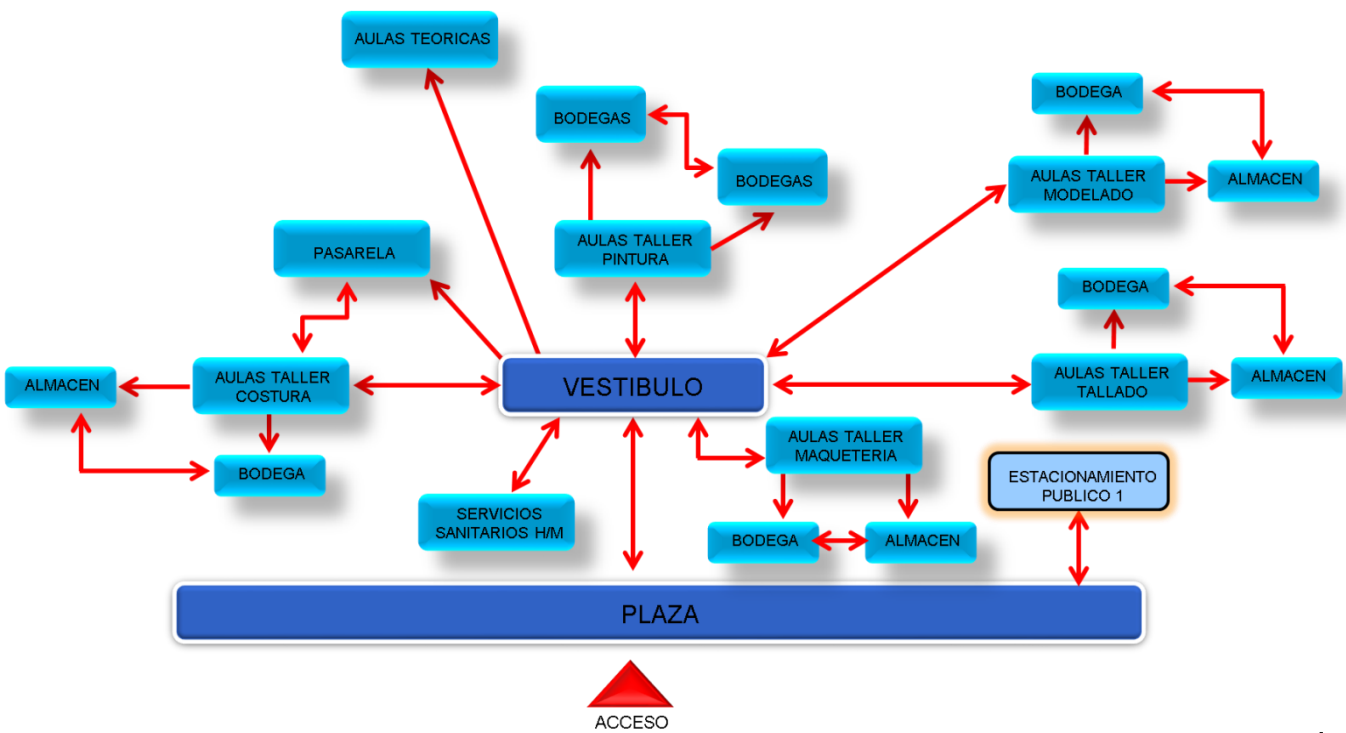 AULAS TEORICAS
BODEGAS
BODEGAS
AULAS TALLER
PINTURA
PASARELA
BODEGA
AULAS TALLER
MODELADO
ALMACEN
BODEGA
AULAS TALLER
TALLADO
ALMACEN
ALMACEN
AULAS TALLER
COSTURA
BODEGA
VESTIBULO
AULAS TALLER
MAQUETERIA
BODEGA
ALMACEN
SERVICIOS
SANITARIOS H/M
ESTACIONAMIENTO
PUBLICO 1
PLAZA
ACCESO